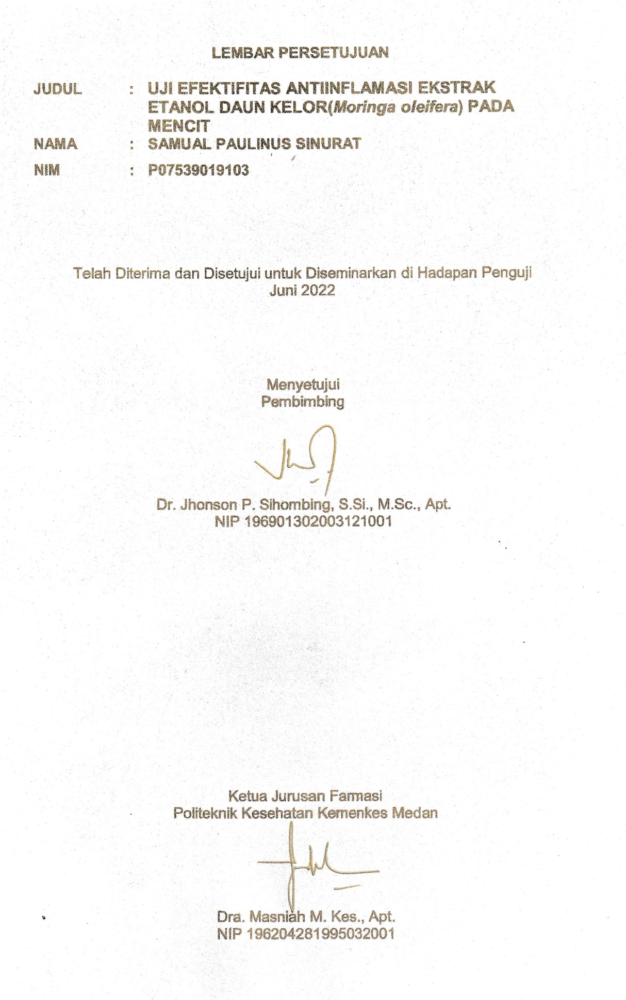 LEMBAR PERSETUJUAN
JUDUL : UJI EFEKTIFITAS ANTIINFLAMASI EKSTRAK
ETANOL DAUN KELOR(Moringa oleifera) PADA
MENCIT
NAMA : SAMUAL PAULINUS SINURAT
NIM : P07539019103
Telah Diterima dan Disetujui untuk Diseminarkan di Hadapan Penguji
Juni 2022
Menyetujui
Pembimbing
Dr. Jhonson P. Sihombing, S.Si., M.Sc., Apt.
NIP 196901302003121001
Ketua Jurusan Farmasi
Politeknik Kesehatan Kemenkes Medan
Dra. Masniah M. Kes., Apt.
NIP 196204281995032001